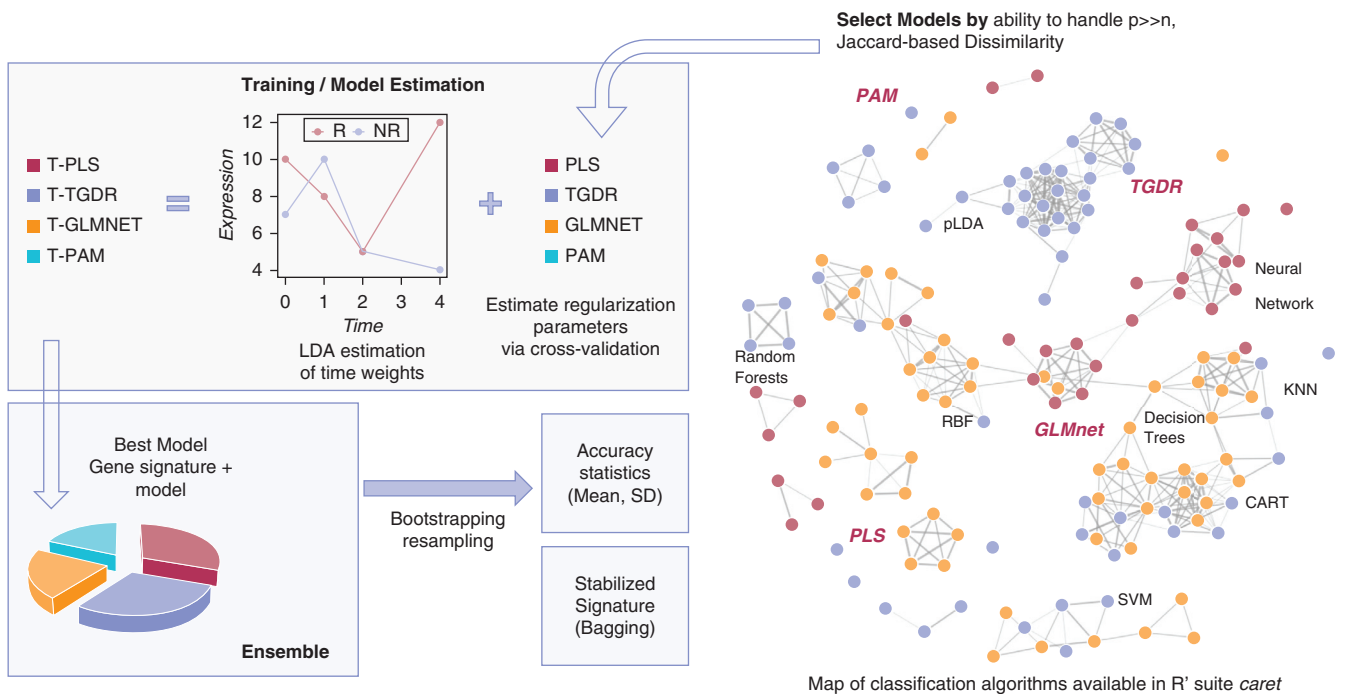 Select Models by ability to handle p>>n,
Jaccard-based Dissimilarity
Training / Model Estimation
T-PLS
T-TGDR
T-GLMNET
T-PAM
=
R NR
Expression
12
10
8
6
4
0 1 2 3 4
Time
LDA estimation
of time weights
+
PLS
TGDR
GLMNET
PAM
Estimate regularization
parameters
via cross-validation
Best Model
Gene signature +
model
Ensemble
Bootstrapping
resampling
Accuracy
statistics
(Mean, SD)
Stabilized
Signature
(Bagging)
PAM
TGDR
pLDA
Neural
Network
Random
Forests
KNN
RBF
GLMnet
Decision
Trees
CART
PLS
SVM
Map of classification algorithms available in R' suite caret